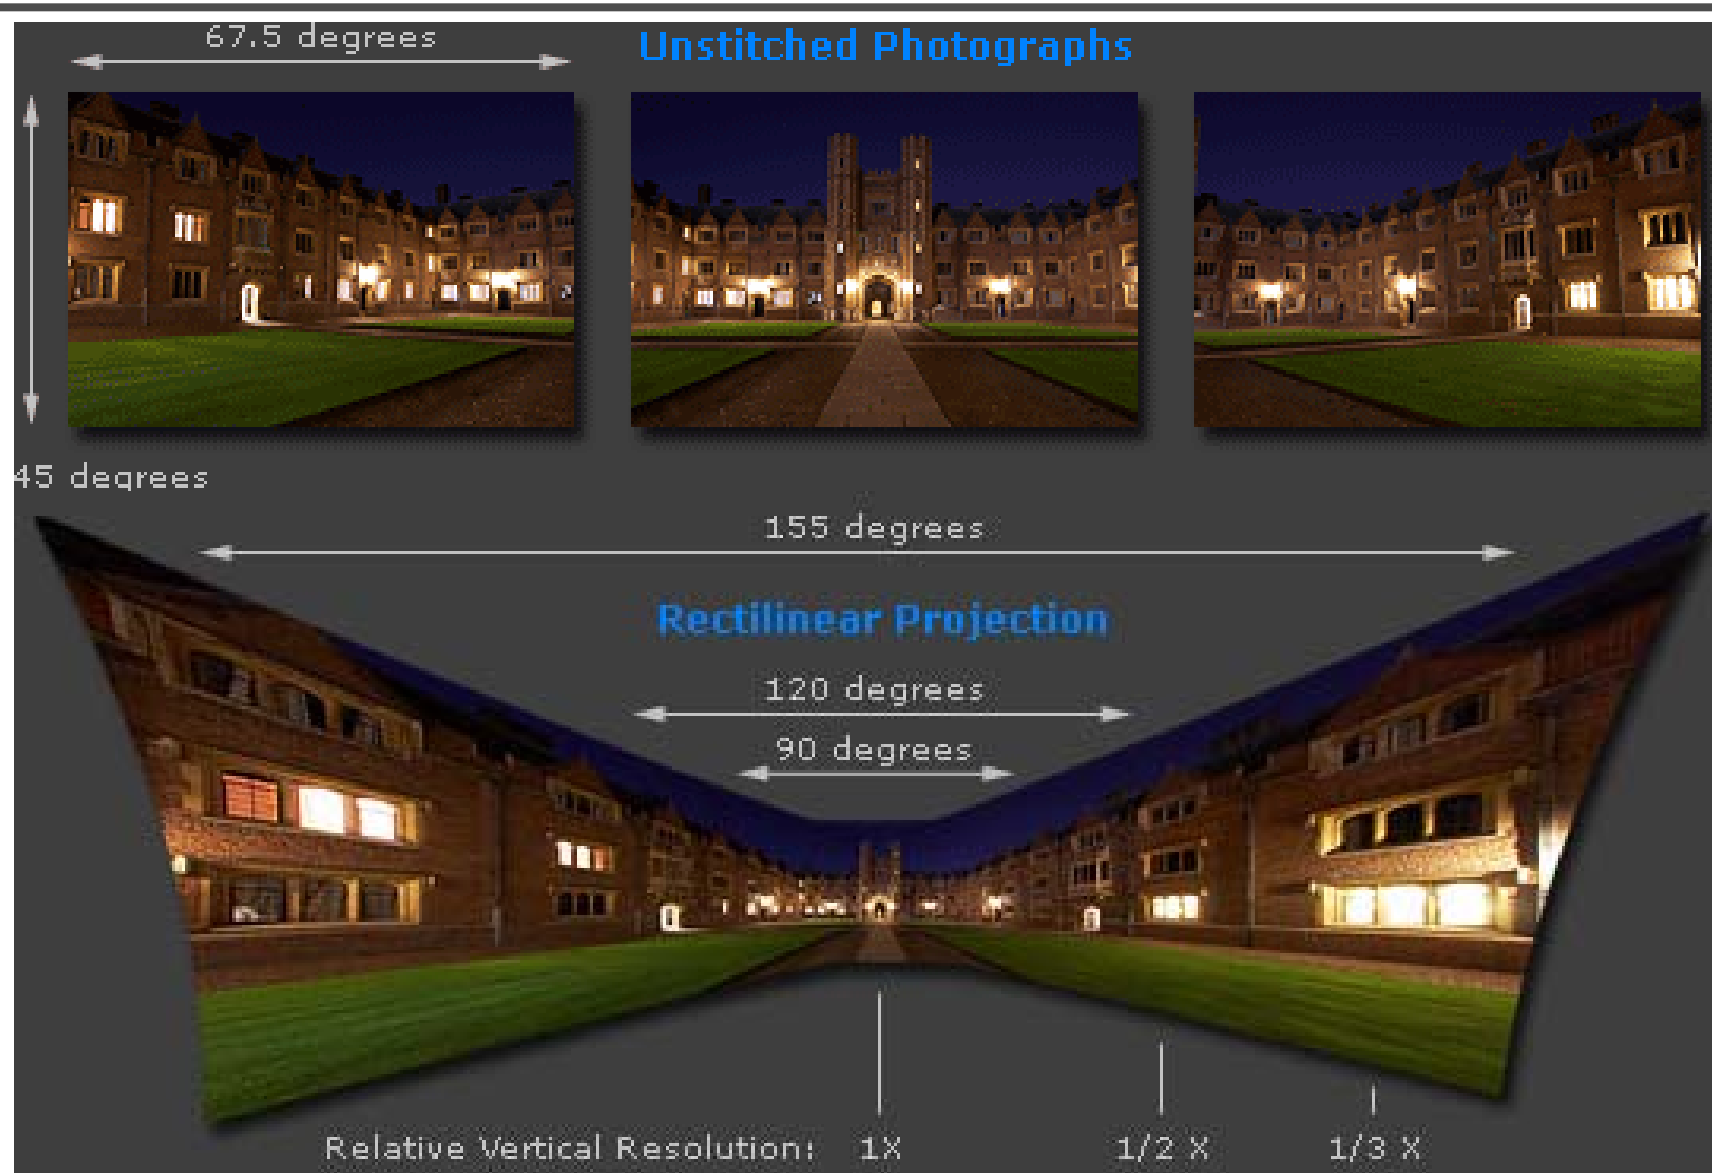 67.5 degrees
Unstitched Photographs
45 degrees
155 degrees
Rectilinear Projection
120 degrees
90 degrees
Relative Vertical Resolution: 1X 1/2 X 1/3 X